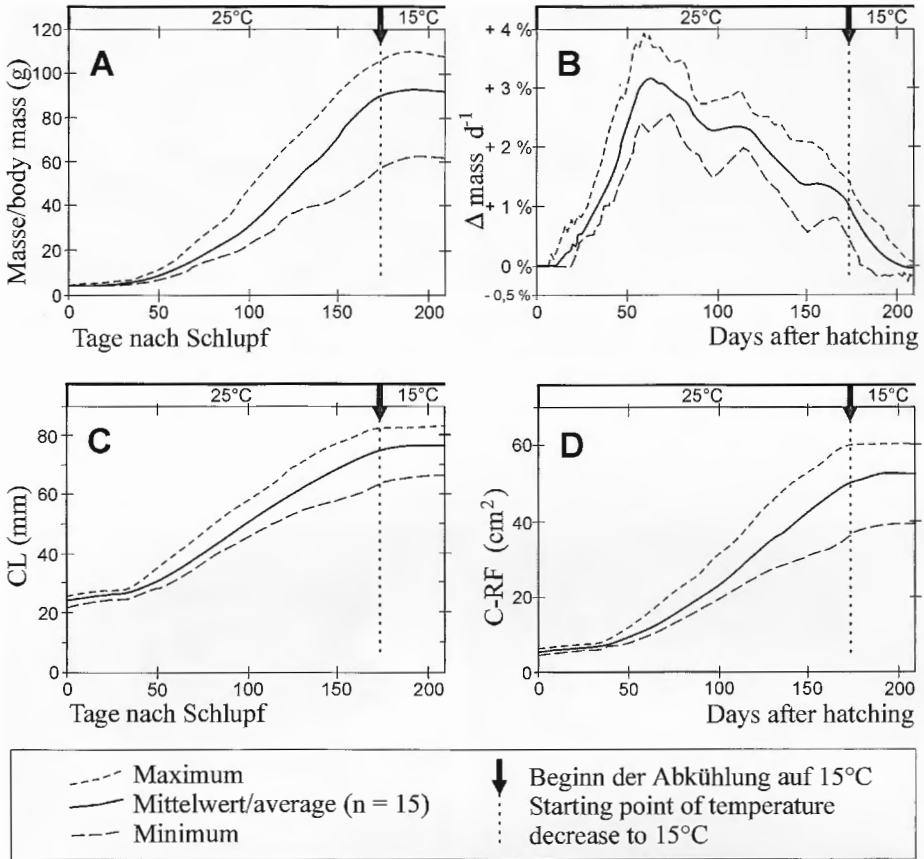 25°C 15°C
A
Masse/body mass (g)
120
100
80
60
40
20
0
0 50 100 150 200
Tage nach Schlupf
25°C 15°C
B
Δ mass d⁻¹
+ 4 %
+ 3 %
+ 2 %
+ 1 %
0 %
- 0,5 %
0 50 100 150 200
Days after hatching
25°C 15°C
C
CL (mm)
80
60
40
20
0
0 50 100 150 200
Tage nach Schlupf
25°C 15°C
D
C-RF (cm²)
60
40
20
0
0 50 100 150 200
Days after hatching
Maximum
Mittelwert/average (n = 15)
Minimum
Beginn der Abkühlung auf 15°C
Starting point of temperature
decrease to 15°C